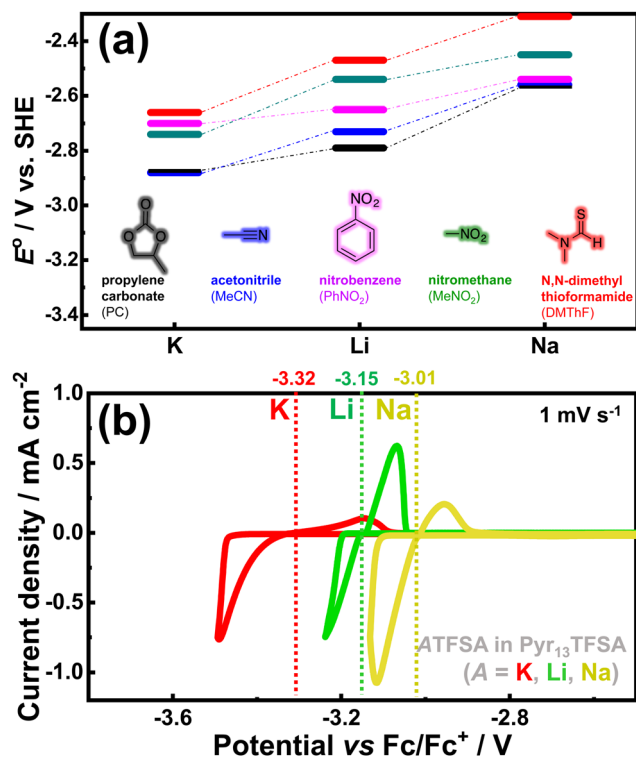 (a)
E° / V vs. SHE
-2.4
-2.6
-2.8
-3.0
-3.2
-3.4
O
O O
N
NO₂
NO₂
S
N H
propylene
carbonate
(PC)
acetonitrile
(MeCN)
nitrobenzene
(PhNO₂)
nitromethane
(MeNO₂)
N,N-dimethyl
thioformamide
(DMThF)
K Li Na
(b)
-3.32 -3.15 -3.01
K Li Na
1 mV s⁻¹
Current density / mA cm⁻²
1.0
0.5
0.0
-0.5
-1.0
ATFSA in Pyr₁₃TFSA
(A = K, Li, Na)
-3.6 -3.2 -2.8
Potential vs Fc/Fc⁺ / V